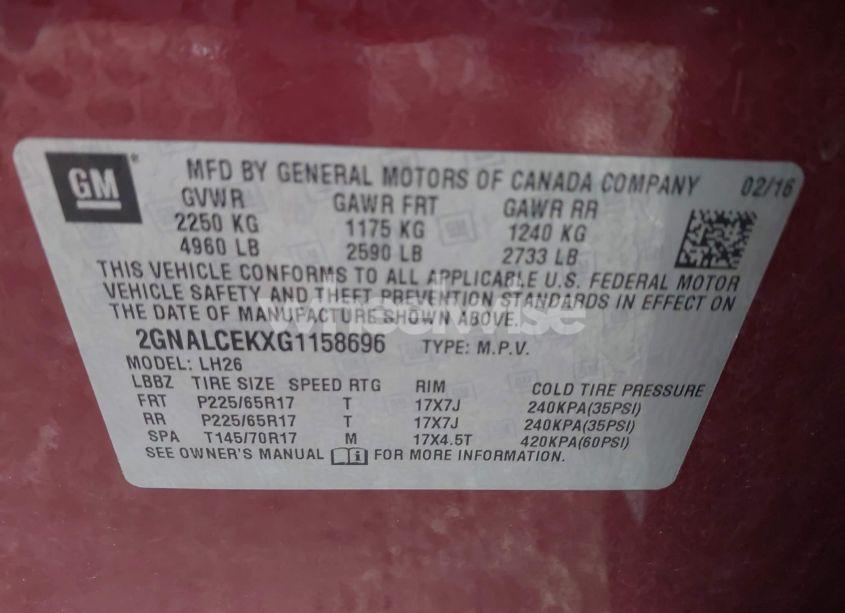 GM ® MFD BY GENERAL MOTORS OF CANADA COMPANY 02/16
GVWR GAWR FRT GAWR RR
2250 KG 1175 KG 1240 KG
4960 LB 2590 LB 2733 LB
THIS VEHICLE CONFORMS TO ALL APPLICABLE U.S. FEDERAL MOTOR
VEHICLE SAFETY AND THEFT PREVENTION STANDARDS IN EFFECT ON
THE DATE OF MANUFACTURE SHOWN ABOVE.
wheelwise
2GNALCEKXG1158696 TYPE: M.P.V.
MODEL: LH26
LBBZ TIRE SIZE SPEED RTG RIM COLD TIRE PRESSURE
FRT P225/65R17 T 17X7J 240KPA(35PSI)
RR P225/65R17 T 17X7J 240KPA(35PSI)
SPA T145/70R17 M 17X4.5T 420KPA(60PSI)
SEE OWNER'S MANUAL FOR MORE INFORMATION.